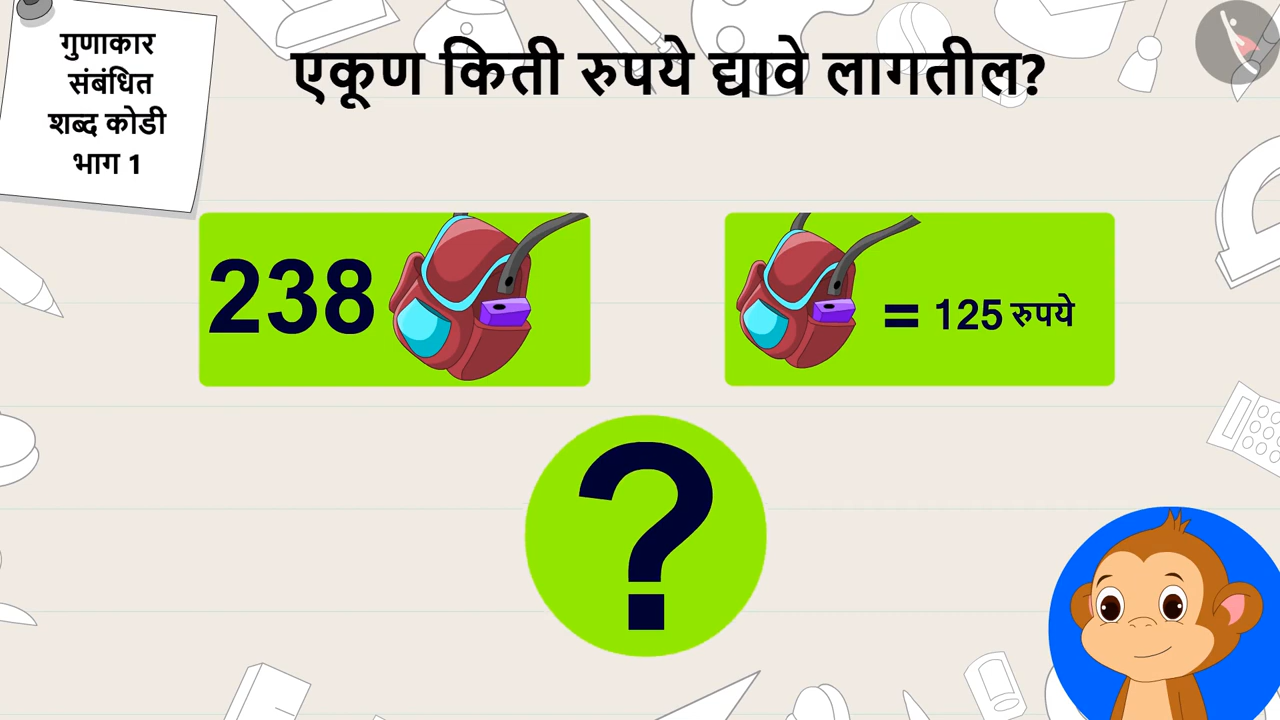 गुणाकार
संबंधित
शब्द कोडी
भाग 1
एकूण किती रुपये द्यावे लागतील?
238
= 125 रुपये
?